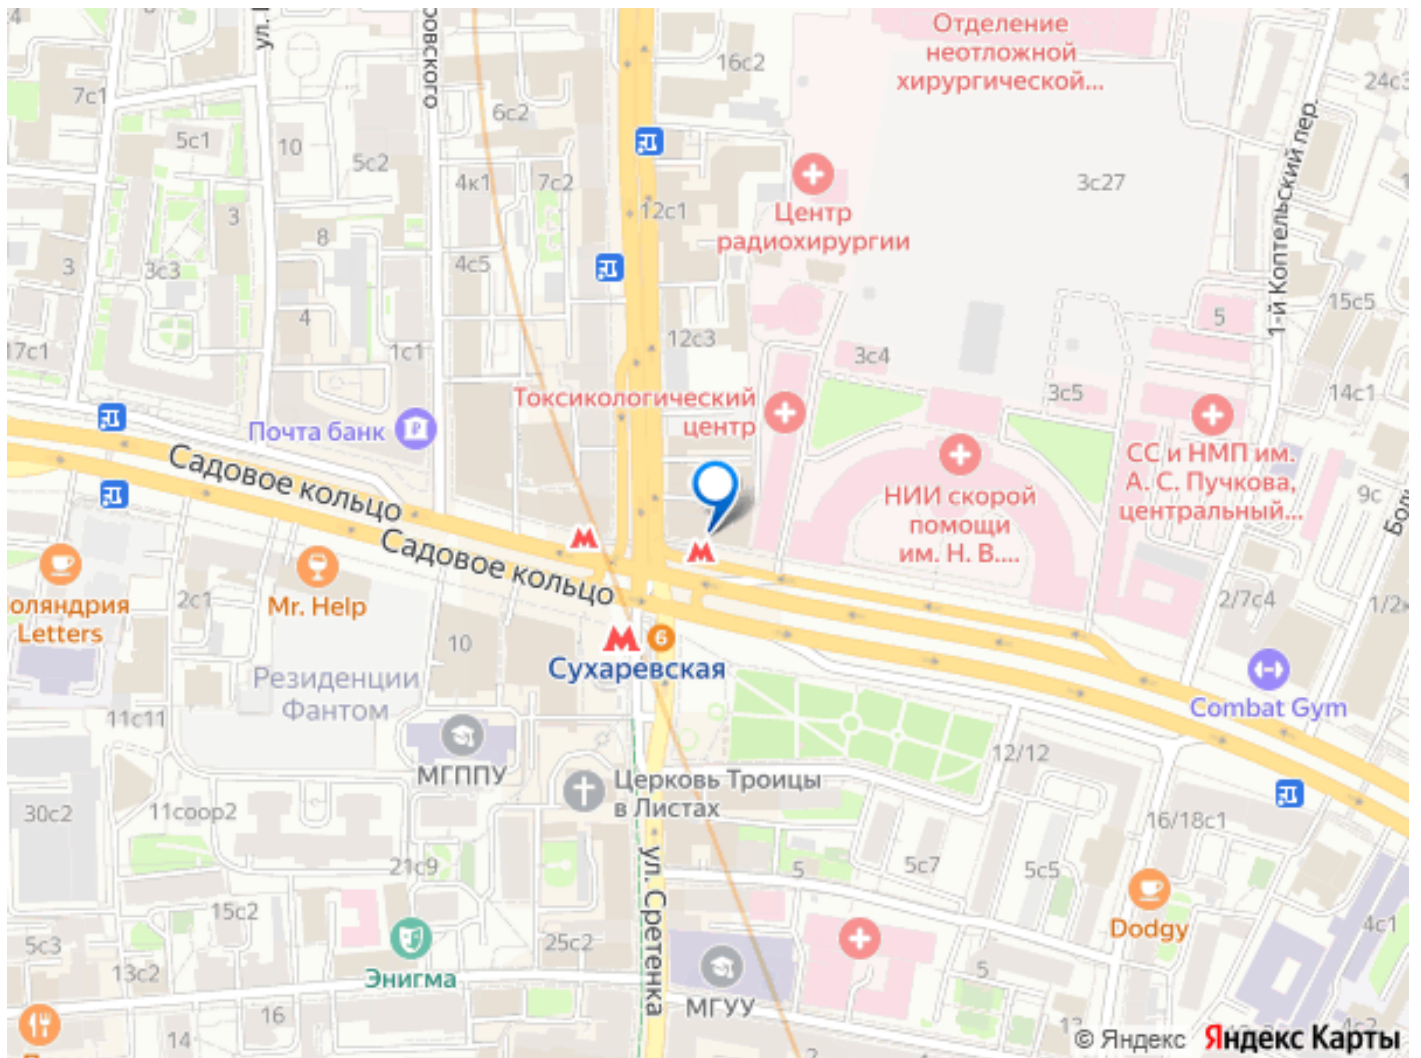 Отделение
неотложной
хирургической...
16с2
24с3
7с1
ровского
6с2
5с1
10
5с2
4к1
7с2
12с1
3с27
1-й Коптельский пер.
Центр
радиохирургии
3
8
3
3с3
4с5
4
17с1
1с1
12с3
3с4
3с5
5
15с5
14с1
Токсикологический
центр
Почта банк
Садовое кольцо
Садовое кольцо
НИИ скорой
помощи
им. Н. В....
СС и НМП им.
А. С. Пучкова,
центральный...
9с
2/7с4
1/2
оляндрия
Letters
2с1
Mr. Help
10
6
Сухаревская
Резиденции
Фантом
11с11
МГППУ
Combat Gym
12/12
Церковь Троицы
в Листах
30с2
11соор2
21с9
16/18с1
5
5с7
5с5
ул. Сретенка
15с2
5с3
13с2
25с2
Энигма
Dodgy
4с1
5
МГУУ
16
14
2
© Яндекс Яндекс Карты